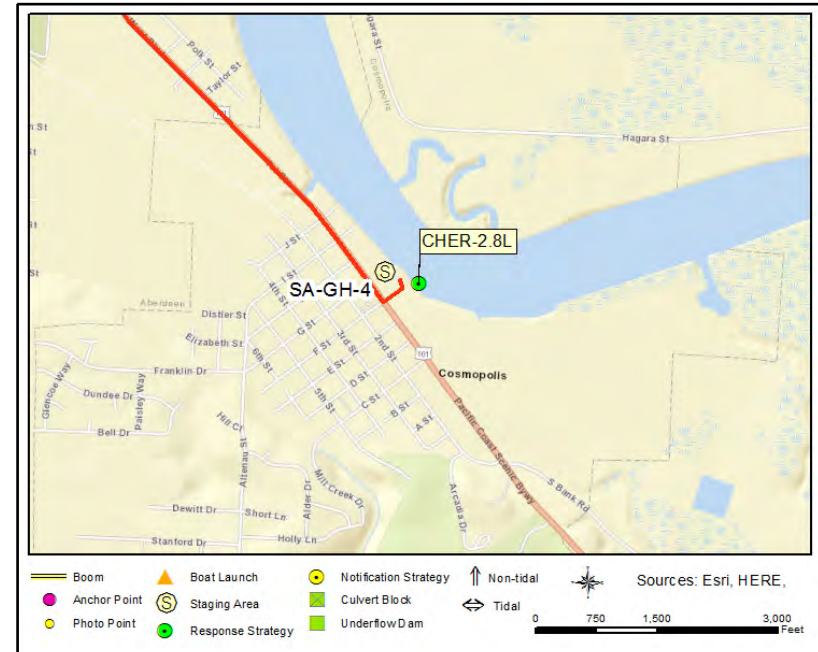 Polk St
Taylor St
101
Hagara St
Cosmopolis
Hagara St
CHER-2.8L
S
SA-GH-4
J St
I St
4th St
Aberdeen
Distler St
Elizabeth St
G St
F St
3rd St
2nd St
6th St
E St
D St
5th St
C St
B St
A St
101
Cosmopolis
Franklin Dr
Glencoe Way
Dundee Dr
Paisley Way
Bell Dr
Hill Ct
Altenau St
Mill Creek Dr
Alder Dr
Pacific Coast Scenic Byway
S Bank Rd
Arcadia Dr
Dewitt Dr
Short Ln
Holly Ln
Stanford Dr
Boom
Boat Launch
Notification Strategy
Non-tidal
Sources: Esri, HERE,
Anchor Point
S
Staging Area
Culvert Block
Tidal
Photo Point
Response Strategy
Underflow Dam
0 750 1,500 3,000
Feet